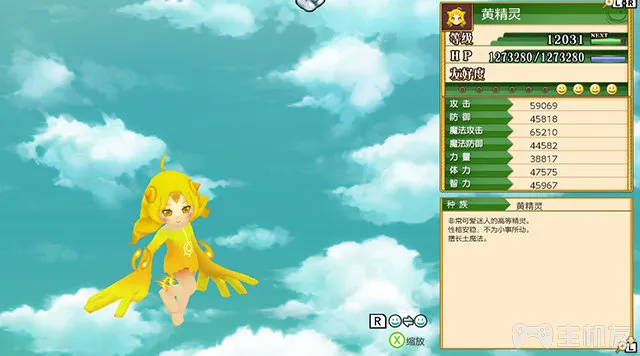 L·R
黄精灵
等级 12031 NEXT
HP 1273280/1273280
友好度
攻击 59069
防御 45818
魔法攻击 65210
魔法防御 44582
力量 38817
体力 47575
智力 45967
种族 黄精灵
非常可爱迷人的高等精灵。
性格安稳，不为小事所动。
擅长土魔法。
R
X 缩放
主机友
L